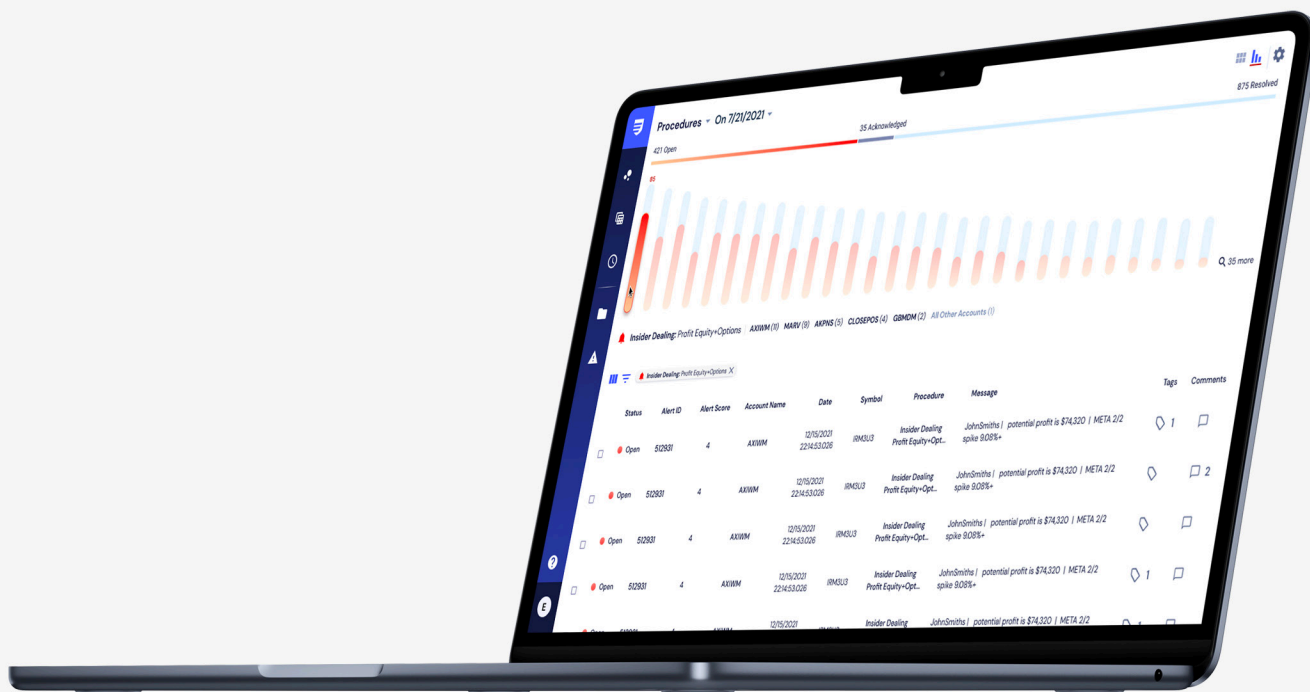 Procedures On 7/21/2021
421 Open
35 Acknowledged
875 Resolved
85
35 more
Insider Dealing: Profit Equity+Options AXIWM (11) MARV (9) AKPNS (5) CLOSEPOS (4) GBMDM (2) All Other Accounts (1)
Insider Dealing: Profit Equity+Options X
Status Alert ID Alert Score Account Name Date Symbol Procedure Message Tags Comments
Open 512931 4 AXIWM 12/15/2021 22:14:53.026 IRM3U3 Insider Dealing Profit Equity+Opt... JohnSmiths | potential profit is $74,320 | META 2/2 spike 9.08%+ 1
Open 512931 4 AXIWM 12/15/2021 22:14:53.026 IRM3U3 Insider Dealing Profit Equity+Opt... JohnSmiths | potential profit is $74,320 | META 2/2 spike 9.08%+ 2
Open 512931 4 AXIWM 12/15/2021 22:14:53.026 IRM3U3 Insider Dealing Profit Equity+Opt... JohnSmiths | potential profit is $74,320 | META 2/2 spike 9.08%+
Open 512931 4 AXIWM 12/15/2021 22:14:53.026 IRM3U3 Insider Dealing Profit Equity+Opt... JohnSmiths | potential profit is $74,320 | META 2/2 spike 9.08%+ 1
12/15/2021 Insider Dealing JohnSmiths | potential profit is $74,320 | META 2/2
?
E